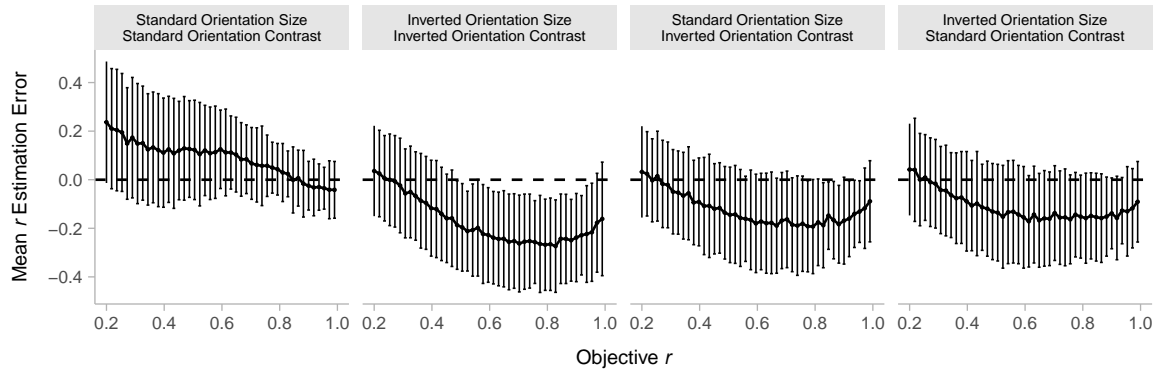 Standard Orientation Size
Standard Orientation Contrast
Inverted Orientation Size
Inverted Orientation Contrast
Standard Orientation Size
Inverted Orientation Contrast
Inverted Orientation Size
Standard Orientation Contrast
Mean r Estimation Error
0.4
0.2
0.0
−0.2
−0.4
0.2 0.4 0.6 0.8 1.0 0.2 0.4 0.6 0.8 1.0 0.2 0.4 0.6 0.8 1.0 0.2 0.4 0.6 0.8 1.0
Objective r